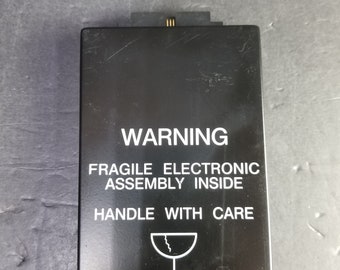 WARNING
FRAGILE ELECTRONIC
ASSEMBLY INSIDE
HANDLE WITH CARE